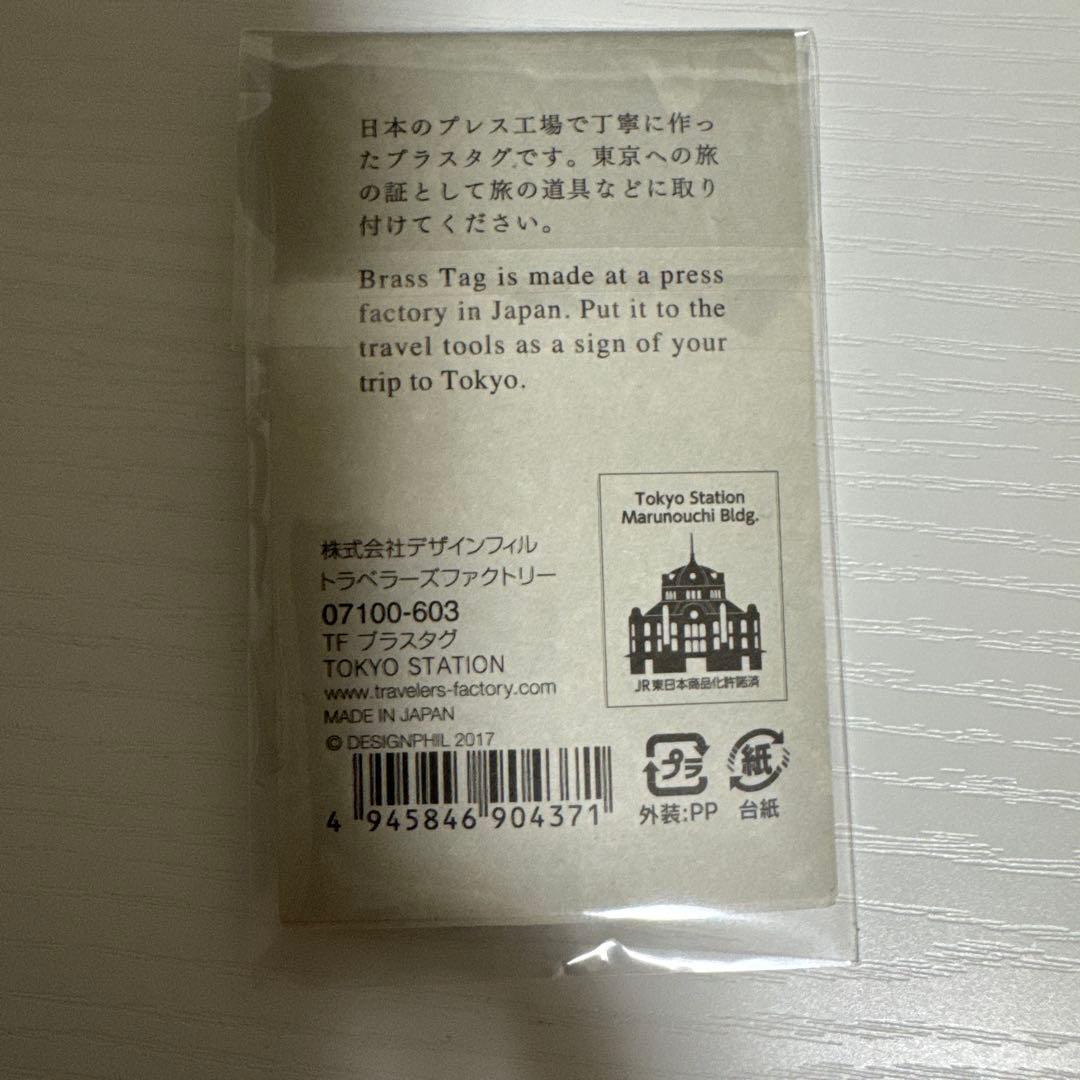 日本のプレス工場で丁寧に作っ
たブラスタグです。東京への旅
の証として旅の道具などに取り
付けてください。
Brass Tag is made at a press
factory in Japan. Put it to the
travel tools as a sign of your
trip to Tokyo.
Tokyo Station
Marunouchi Bldg.
JR東日本商品化許諾済
株式会社デザインフィル
トラベラーズファクトリー
07100-603
TF ブラスタグ
TOKYO STATION
www.travelers-factory.com
MADE IN JAPAN
© DESIGNPHIL 2017
4 945846 904371
プラ
外装:PP
紙
台紙